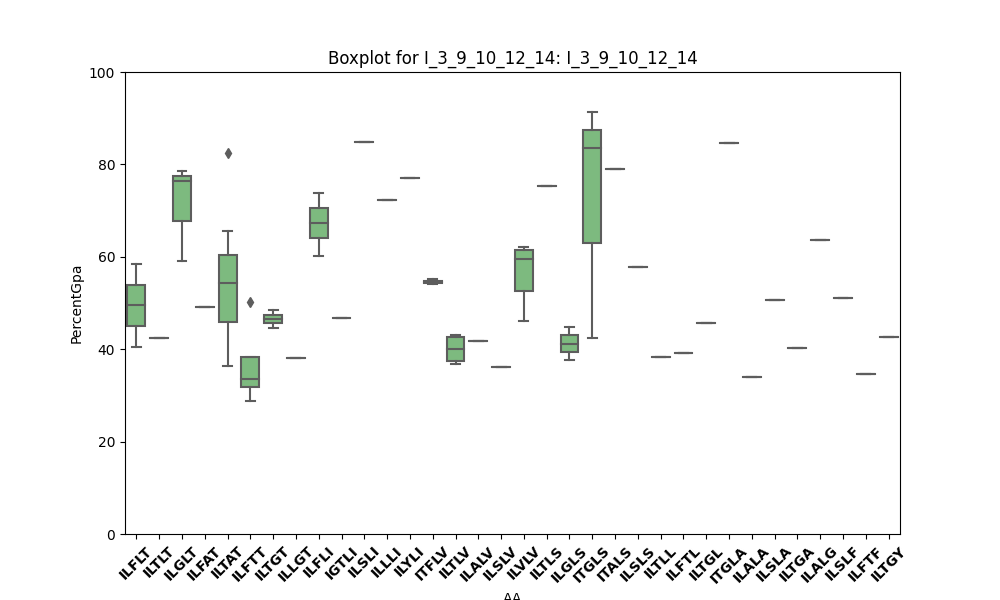 Boxplot for I_3_9_10_12_14: I_3_9_10_12_14
100
80
60
40
20
0
PercentGpa
ILFLT ILTLT ILGLT ILFAT ILTAT ILFTT ILTGT ILLGT ILFLI IGTLI ILSLI ILLLI ILYLI ITFLV ILTLV ILALV ILSLV ILVLV ILTLS ILGLS ITGLS ITALS ILSLS ILTLL ILFTL ILTGL ITGLA ILALA ILSLA ILTGA ILALG ILSLF ILFTF ILTGY
AA